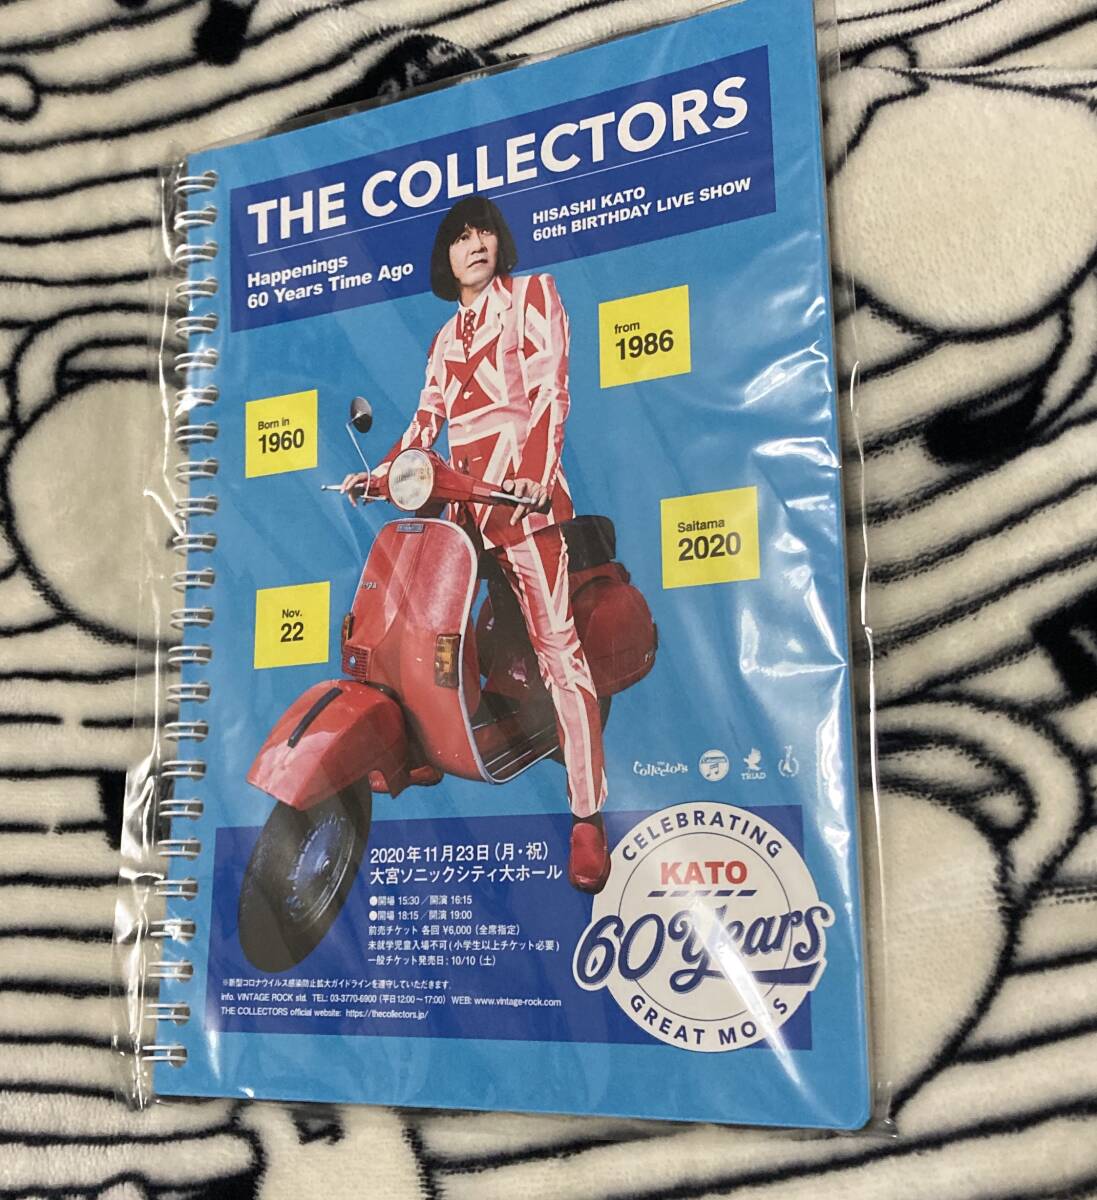 THE COLLECTORS
Happenings
60 Years Time Ago
HISASHI KATO
60th BIRTHDAY LIVE SHOW
from
1986
Born in
1960
Saitama
2020
Nov.
22
The Collectors
Columbia
TRIAD
2020年11月23日(月・祝)
大宮ソニックシティ大ホール
●開場 15:30/開演 16:15
●開場 18:15/開演 19:00
前売チケット 各回 ¥6,000 (全席指定)
未就学児童入場不可(小学生以上チケット必要)
一般チケット発売日:10/10(土)
※新型コロナウイルス感染防止拡大ガイドラインを遵守していただきます。
info. VINTAGE ROCK std. TEL: 03-3770-6900 (平日12:00~17:00) WEB: www.vintage-rock.com
THE COLLECTORS official website: https://thecollectors.jp/
CELEBRATING
KATO
60 Years
GREAT MODS